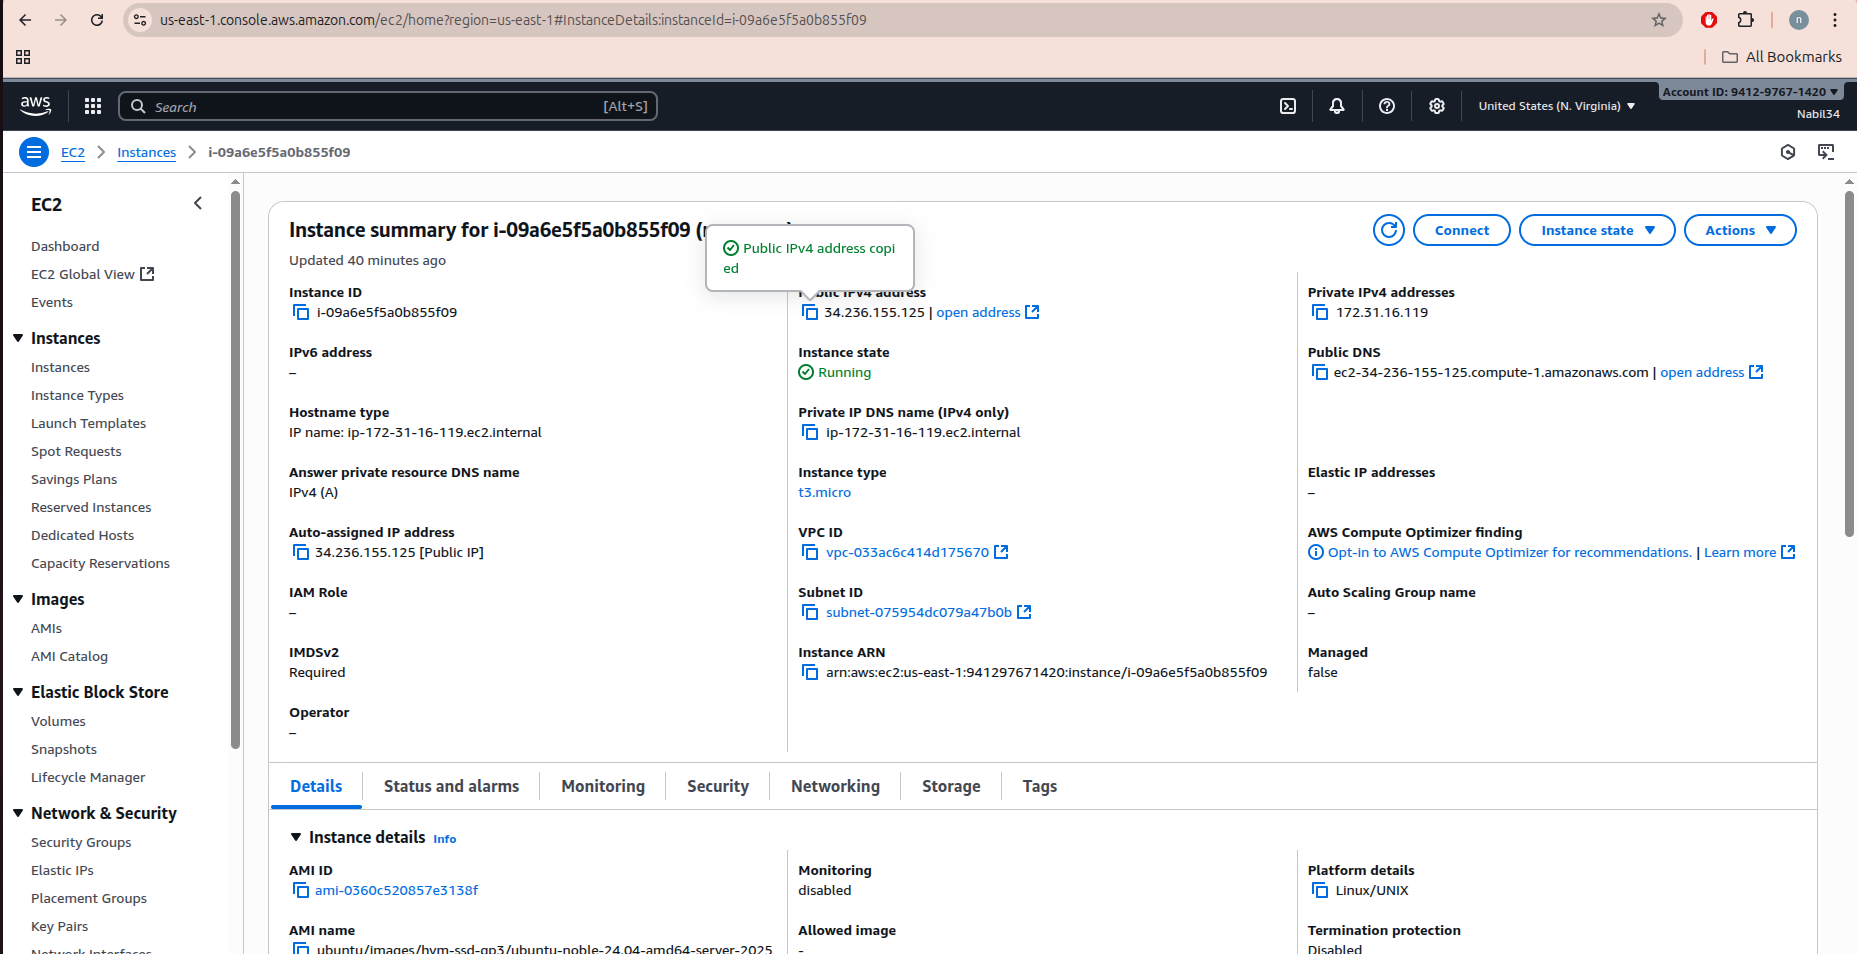 us-east-1.console.aws.amazon.com/ec2/home?region=us-east-1#InstanceDetails:instanceId=i-09a6e5f5a0b855f09
n
All Bookmarks
aws
Search
[Alt+S]
United States (N. Virginia)
Account ID: 9412-9767-1420
Nabil34
EC2
Instances
i-09a6e5f5a0b855f09
EC2
Dashboard
EC2 Global View
Events
Instances
Instances
Instance Types
Launch Templates
Spot Requests
Savings Plans
Reserved Instances
Dedicated Hosts
Capacity Reservations
Images
AMIs
AMI Catalog
Elastic Block Store
Volumes
Snapshots
Lifecycle Manager
Network & Security
Security Groups
Elastic IPs
Placement Groups
Key Pairs
Network Interfaces
Instance summary for i-09a6e5f5a0b855f09
Updated 40 minutes ago
Public IPv4 address copi
ed
Connect
Instance state
Actions
Instance ID
i-09a6e5f5a0b855f09
Public IPv4 address
34.236.155.125 | open address
Private IPv4 addresses
172.31.16.119
IPv6 address
–
Instance state
Running
Public DNS
ec2-34-236-155-125.compute-1.amazonaws.com | open address
Hostname type
IP name: ip-172-31-16-119.ec2.internal
Private IP DNS name (IPv4 only)
ip-172-31-16-119.ec2.internal
Answer private resource DNS name
IPv4 (A)
Instance type
t3.micro
Elastic IP addresses
–
Auto-assigned IP address
34.236.155.125 [Public IP]
VPC ID
vpc-033ac6c414d175670
AWS Compute Optimizer finding
Opt-in to AWS Compute Optimizer for recommendations. | Learn more
IAM Role
–
Subnet ID
subnet-075954dc079a47b0b
Auto Scaling Group name
–
IMDSv2
Required
Instance ARN
arn:aws:ec2:us-east-1:941297671420:instance/i-09a6e5f5a0b855f09
Managed
false
Operator
–
Details
Status and alarms
Monitoring
Security
Networking
Storage
Tags
Instance details Info
AMI ID
ami-0360c520857e3138f
Monitoring
disabled
Platform details
Linux/UNIX
AMI name
ubuntu/images/hvm-ssd-gp3/ubuntu-noble-24.04-amd64-server-2025
Allowed image
-
Termination protection
Disabled